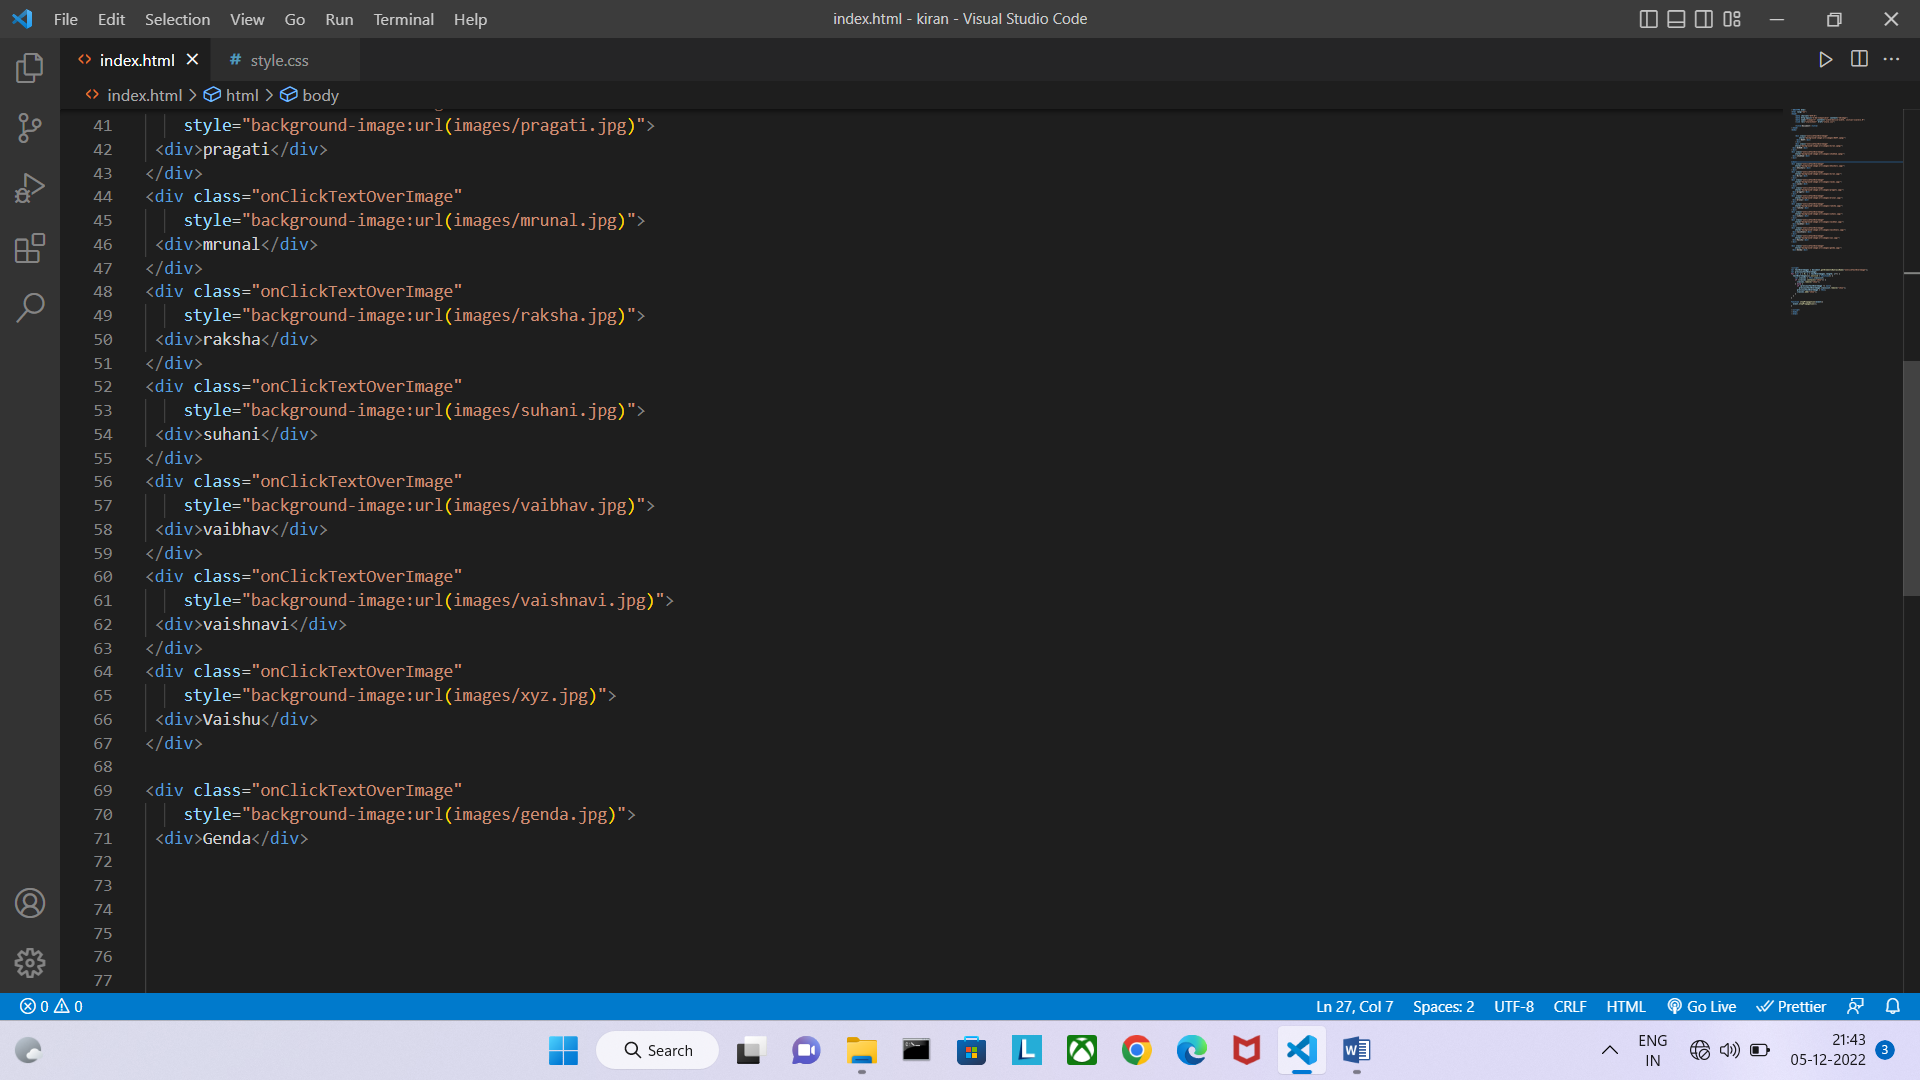 File Edit Selection View Go Run Terminal Help index.html - kiran - Visual Studio Code
index.html # style.css
index.html > html > body
41 style="background-image:url(images/pragati.jpg)">
42 <div>pragati</div>
43 </div>
44 <div class="onClickTextOverImage"
45 style="background-image:url(images/mrunal.jpg)">
46 <div>mrunal</div>
47 </div>
48 <div class="onClickTextOverImage"
49 style="background-image:url(images/raksha.jpg)">
50 <div>raksha</div>
51 </div>
52 <div class="onClickTextOverImage"
53 style="background-image:url(images/suhani.jpg)">
54 <div>suhani</div>
55 </div>
56 <div class="onClickTextOverImage"
57 style="background-image:url(images/vaibhav.jpg)">
58 <div>vaibhav</div>
59 </div>
60 <div class="onClickTextOverImage"
61 style="background-image:url(images/vaishnavi.jpg)">
62 <div>vaishnavi</div>
63 </div>
64 <div class="onClickTextOverImage"
65 style="background-image:url(images/xyz.jpg)">
66 <div>Vaishu</div>
67 </div>
68
69 <div class="onClickTextOverImage"
70 style="background-image:url(images/genda.jpg)">
71 <div>Genda</div>
72
73
74
75
76
77
0 0 Ln 27, Col 7 Spaces: 2 UTF-8 CRLF HTML Go Live Prettier
Search ENG 21:43
IN 05-12-2022 3